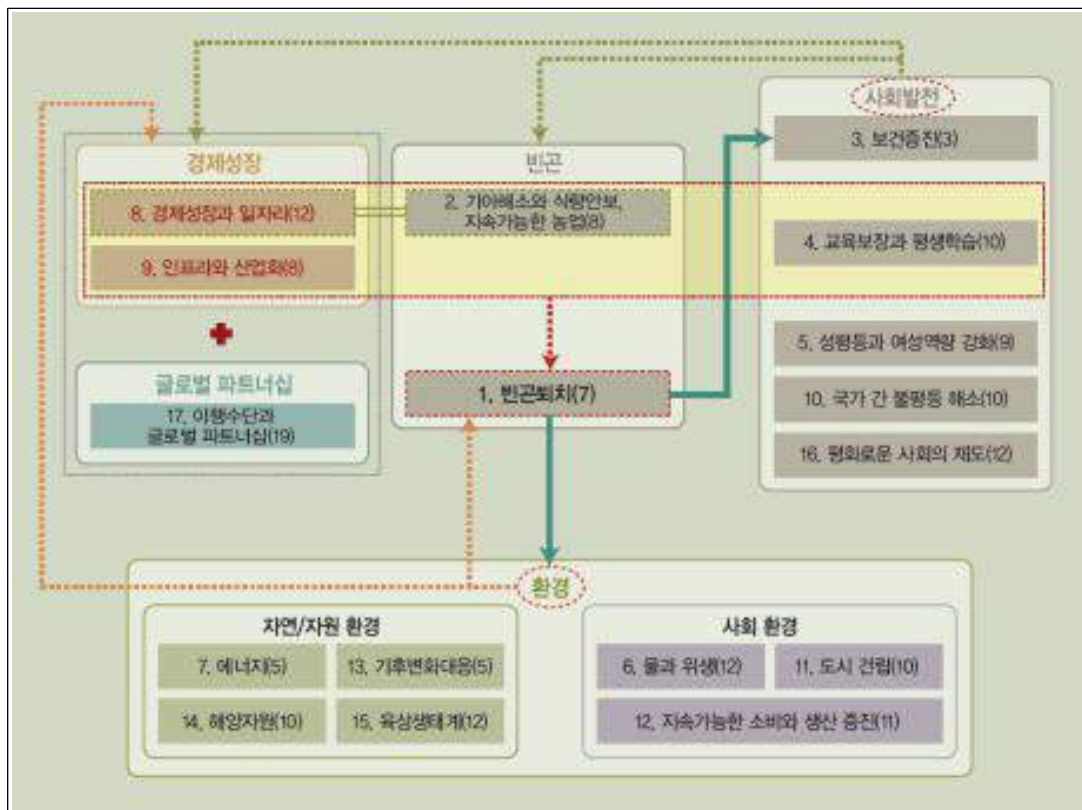 사회발전
3, 보건증진(3)
4, 교육보장과 평생학습(10)
5, 성평등과 여성역량 강화(9)
10, 국가 간 불평등 해소(10)
16, 평화로운 사회의 제도(12)
경제성장
8, 경제성장과 일자리(12)
9, 인프라와 산업화(8)
빈곤
2, 기아해소와 식량안보,
지속가능한 농업(8)
1, 빈곤퇴치(7)
글로벌 파트너십
17, 이행수단과
글로벌 파트너십(19)
환경
자연/자원 환경
7, 에너지(5)
13, 기후변화대응(5)
14, 해양자원(10)
15, 육상생태계(12)
사회 환경
6, 물과 위생(12)
11, 도시 건립(10)
12, 지속가능한 소비와 생산 증진(11)